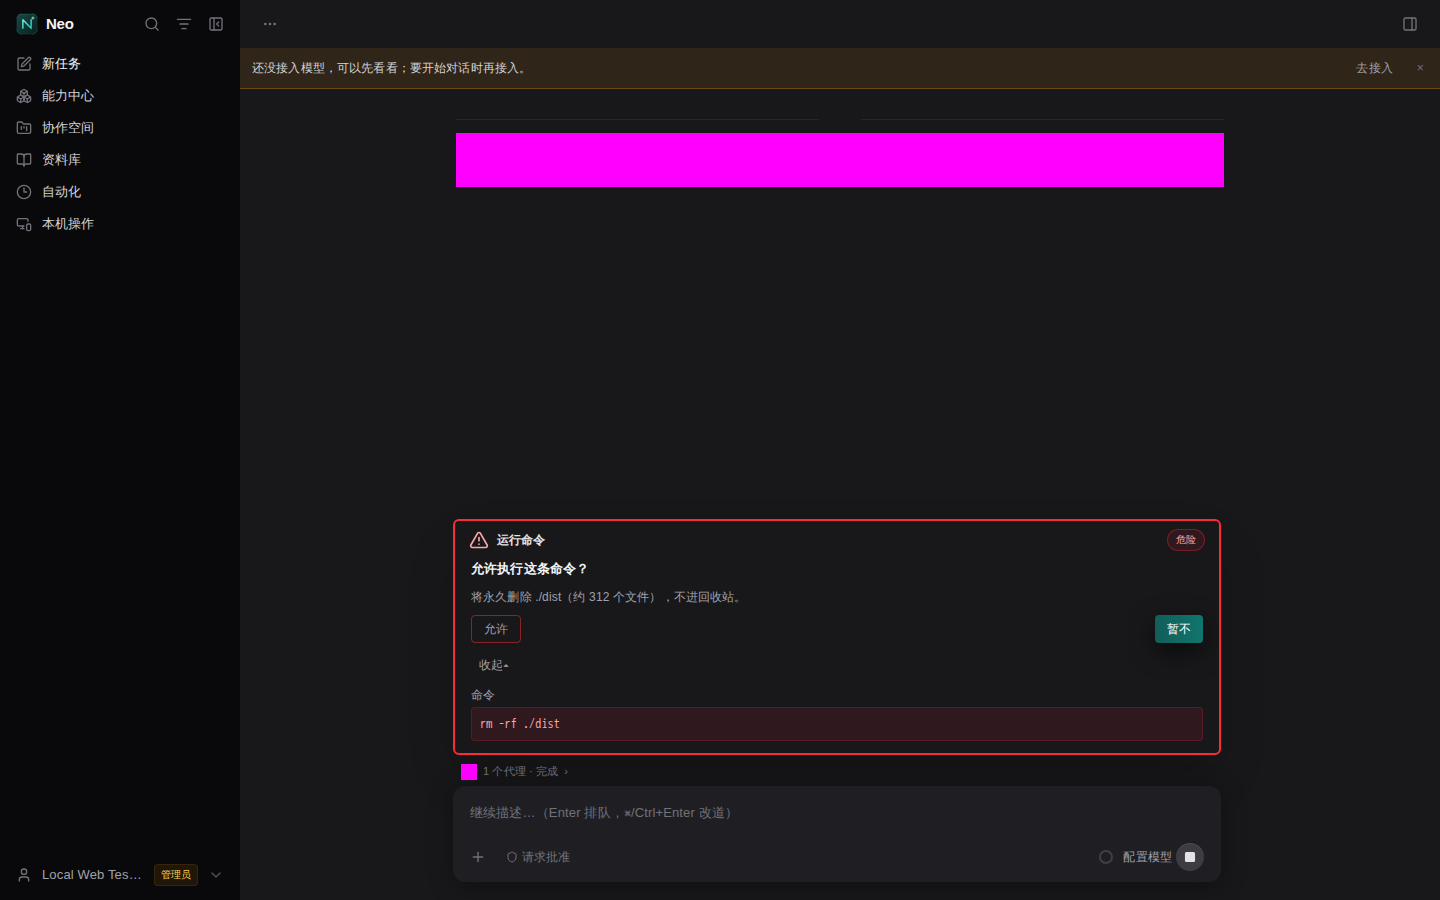 Neo
新任务
能力中心
协作空间
资料库
自动化
本机操作
还没接入模型，可以先看看；要开始对话时再接入。 去接入 ×
运行命令 危险
允许执行这条命令？
将永久删除 ./dist（约 312 个文件），不进回收站。
允许 暂不
收起
命令
rm -rf ./dist
1 个代理 · 完成 ›
继续描述…（Enter 排队，⌘/Ctrl+Enter 改道）
请求批准 配置模型
Local Web Tes… 管理员